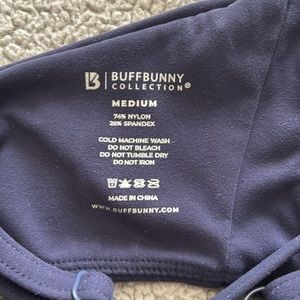 BUFFBUNNY
COLLECTION®
MEDIUM
74% NYLON
26% SPANDEX
COLD MACHINE WASH
DO NOT BLEACH
DO NOT TUMBLE DRY
DO NOT IRON
MADE IN CHINA
WWW.BUFFBUNNY.COM